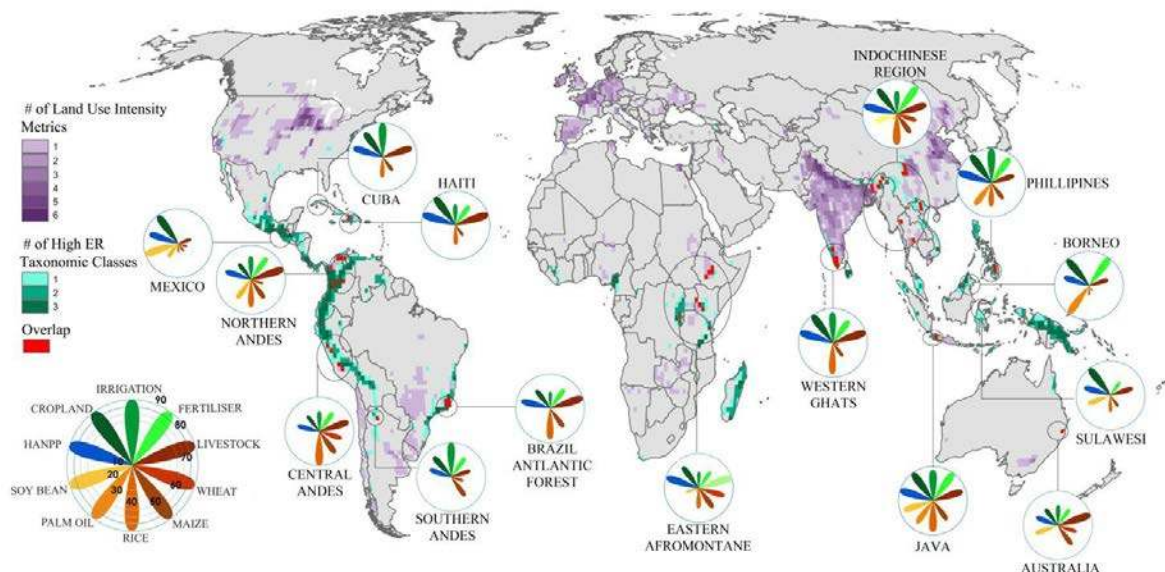 INDOCHINESE
REGION
# of Land Use Intensity
Metrics
1
2
3
4
5
6
CUBA
HAITI
PHILLIPINES
BORNEO
# of High ER
Taxonomic Classes
1
2
3
Overlap
MEXICO
NORTHERN
ANDES
WESTERN
GHATS
SULAWESI
IRRIGATION
CROPLAND
FERTILISER
HANPP
LIVESTOCK
SOY BEAN
WHEAT
PALM OIL
MAIZE
RICE
10
20
30
40
50
60
70
80
90
CENTRAL
ANDES
SOUTHERN
ANDES
BRAZIL
ANTLANTIC
FOREST
EASTERN
AFROMONTANE
JAVA
AUSTRALIA